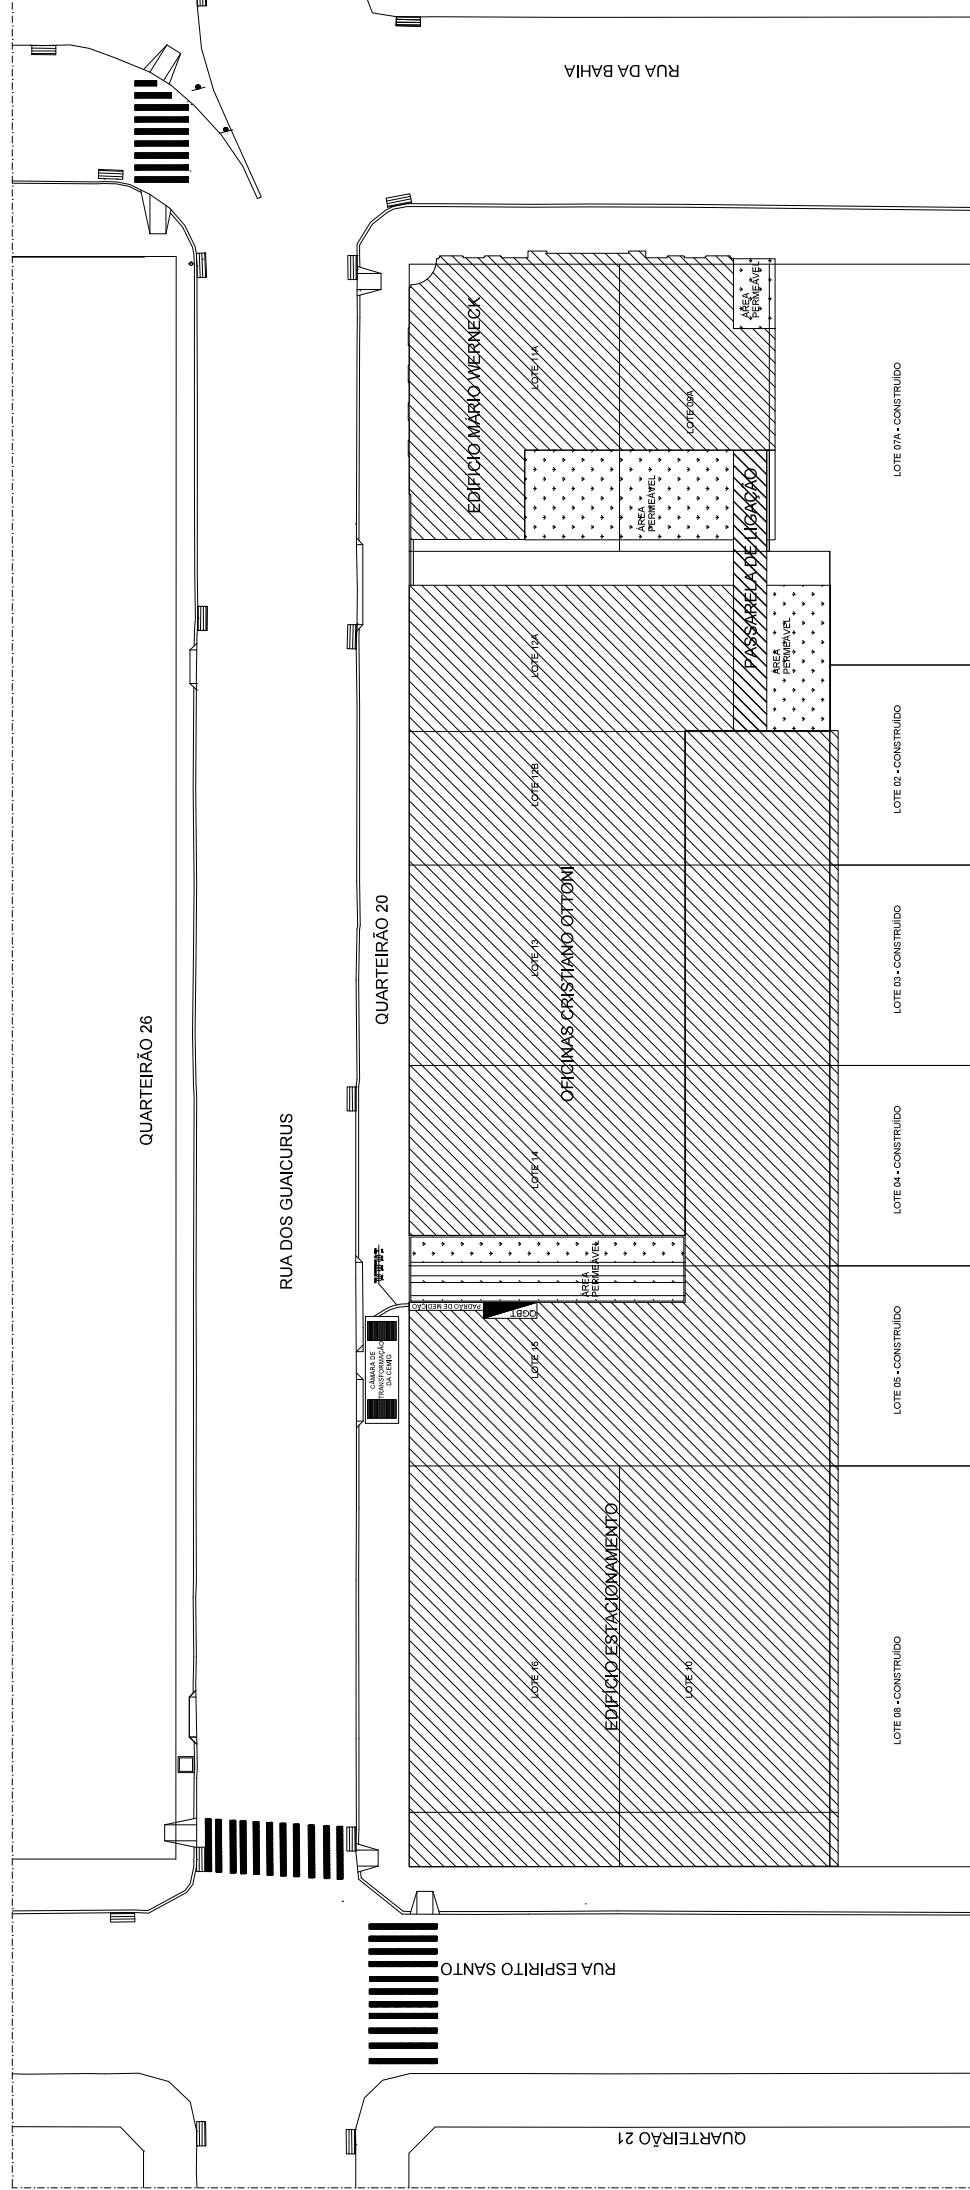 RUA DA BAHIA
EDIFÍCIO MÁRIO WERNECK
LOTE 11A
LOTE 09A
ÁREA
PERMEÁVEL
ÁREA
PERMEÁVEL
LOTE 07A - CONSTRUÍDO
PASSARELA DE LIGAÇÃO
ÁREA
PERMEÁVEL
LOTE 12A
LOTE 12B
LOTE 02 - CONSTRUÍDO
QUARTEIRÃO 20
OFICINAS CRISTIANO OTTONI
LOTE 13
LOTE 03 - CONSTRUÍDO
QUARTEIRÃO 26
RUA DOS GUAICURUS
LOTE 14
LOTE 04 - CONSTRUÍDO
ÁREA
PERMEÁVEL
PADRÃO DE MEDIÇÃO
QGBT
CÂMARA DE
TRANSFORMAÇÃO
DA CEMIG
LOTE 15
LOTE 05 - CONSTRUÍDO
EDIFÍCIO ESTACIONAMENTO
LOTE 16
LOTE 10
LOTE 08 - CONSTRUÍDO
RUA ESPIRITO SANTO
QUARTEIRÃO 21